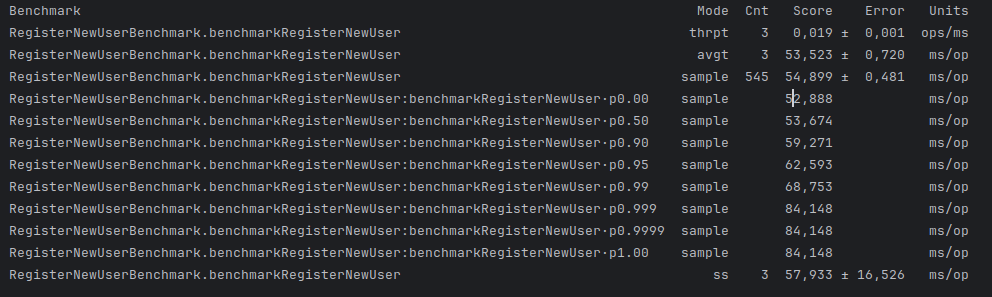 Benchmark Mode Cnt Score Error Units
RegisterNewUserBenchmark.benchmarkRegisterNewUser thrpt 3 0,019 ± 0,001 ops/ms
RegisterNewUserBenchmark.benchmarkRegisterNewUser avgt 3 53,523 ± 0,720 ms/op
RegisterNewUserBenchmark.benchmarkRegisterNewUser sample 545 54,899 ± 0,481 ms/op
RegisterNewUserBenchmark.benchmarkRegisterNewUser:benchmarkRegisterNewUser·p0.00 sample 52,888 ms/op
RegisterNewUserBenchmark.benchmarkRegisterNewUser:benchmarkRegisterNewUser·p0.50 sample 53,674 ms/op
RegisterNewUserBenchmark.benchmarkRegisterNewUser:benchmarkRegisterNewUser·p0.90 sample 59,271 ms/op
RegisterNewUserBenchmark.benchmarkRegisterNewUser:benchmarkRegisterNewUser·p0.95 sample 62,593 ms/op
RegisterNewUserBenchmark.benchmarkRegisterNewUser:benchmarkRegisterNewUser·p0.99 sample 68,753 ms/op
RegisterNewUserBenchmark.benchmarkRegisterNewUser:benchmarkRegisterNewUser·p0.999 sample 84,148 ms/op
RegisterNewUserBenchmark.benchmarkRegisterNewUser:benchmarkRegisterNewUser·p0.9999 sample 84,148 ms/op
RegisterNewUserBenchmark.benchmarkRegisterNewUser:benchmarkRegisterNewUser·p1.00 sample 84,148 ms/op
RegisterNewUserBenchmark.benchmarkRegisterNewUser ss 3 57,933 ± 16,526 ms/op